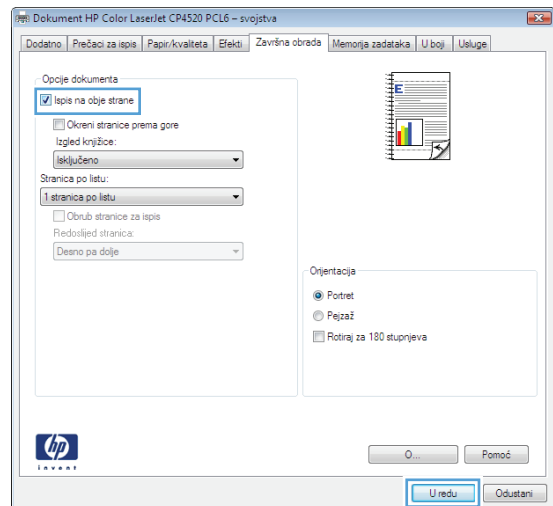 Dokument HP Color LaserJet CP4520 PCL6 – svojstva
Dodatno Prečaci za ispis Papir/kvaliteta Efekti Završna obrada Memorija zadataka U boji Usluge
Opcije dokumenta
Ispis na obje strane
Okreni stranice prema gore
Izgled knjižice:
Isključeno
Stranica po listu:
1 stranica po listu
Obrub stranice za ispis
Redoslijed stranica:
Desno pa dolje
E
Orijentacija
Portret
Pejzaž
Rotiraj za 180 stupnjeva
hp
invent
O... Pomoć
U redu Odustani